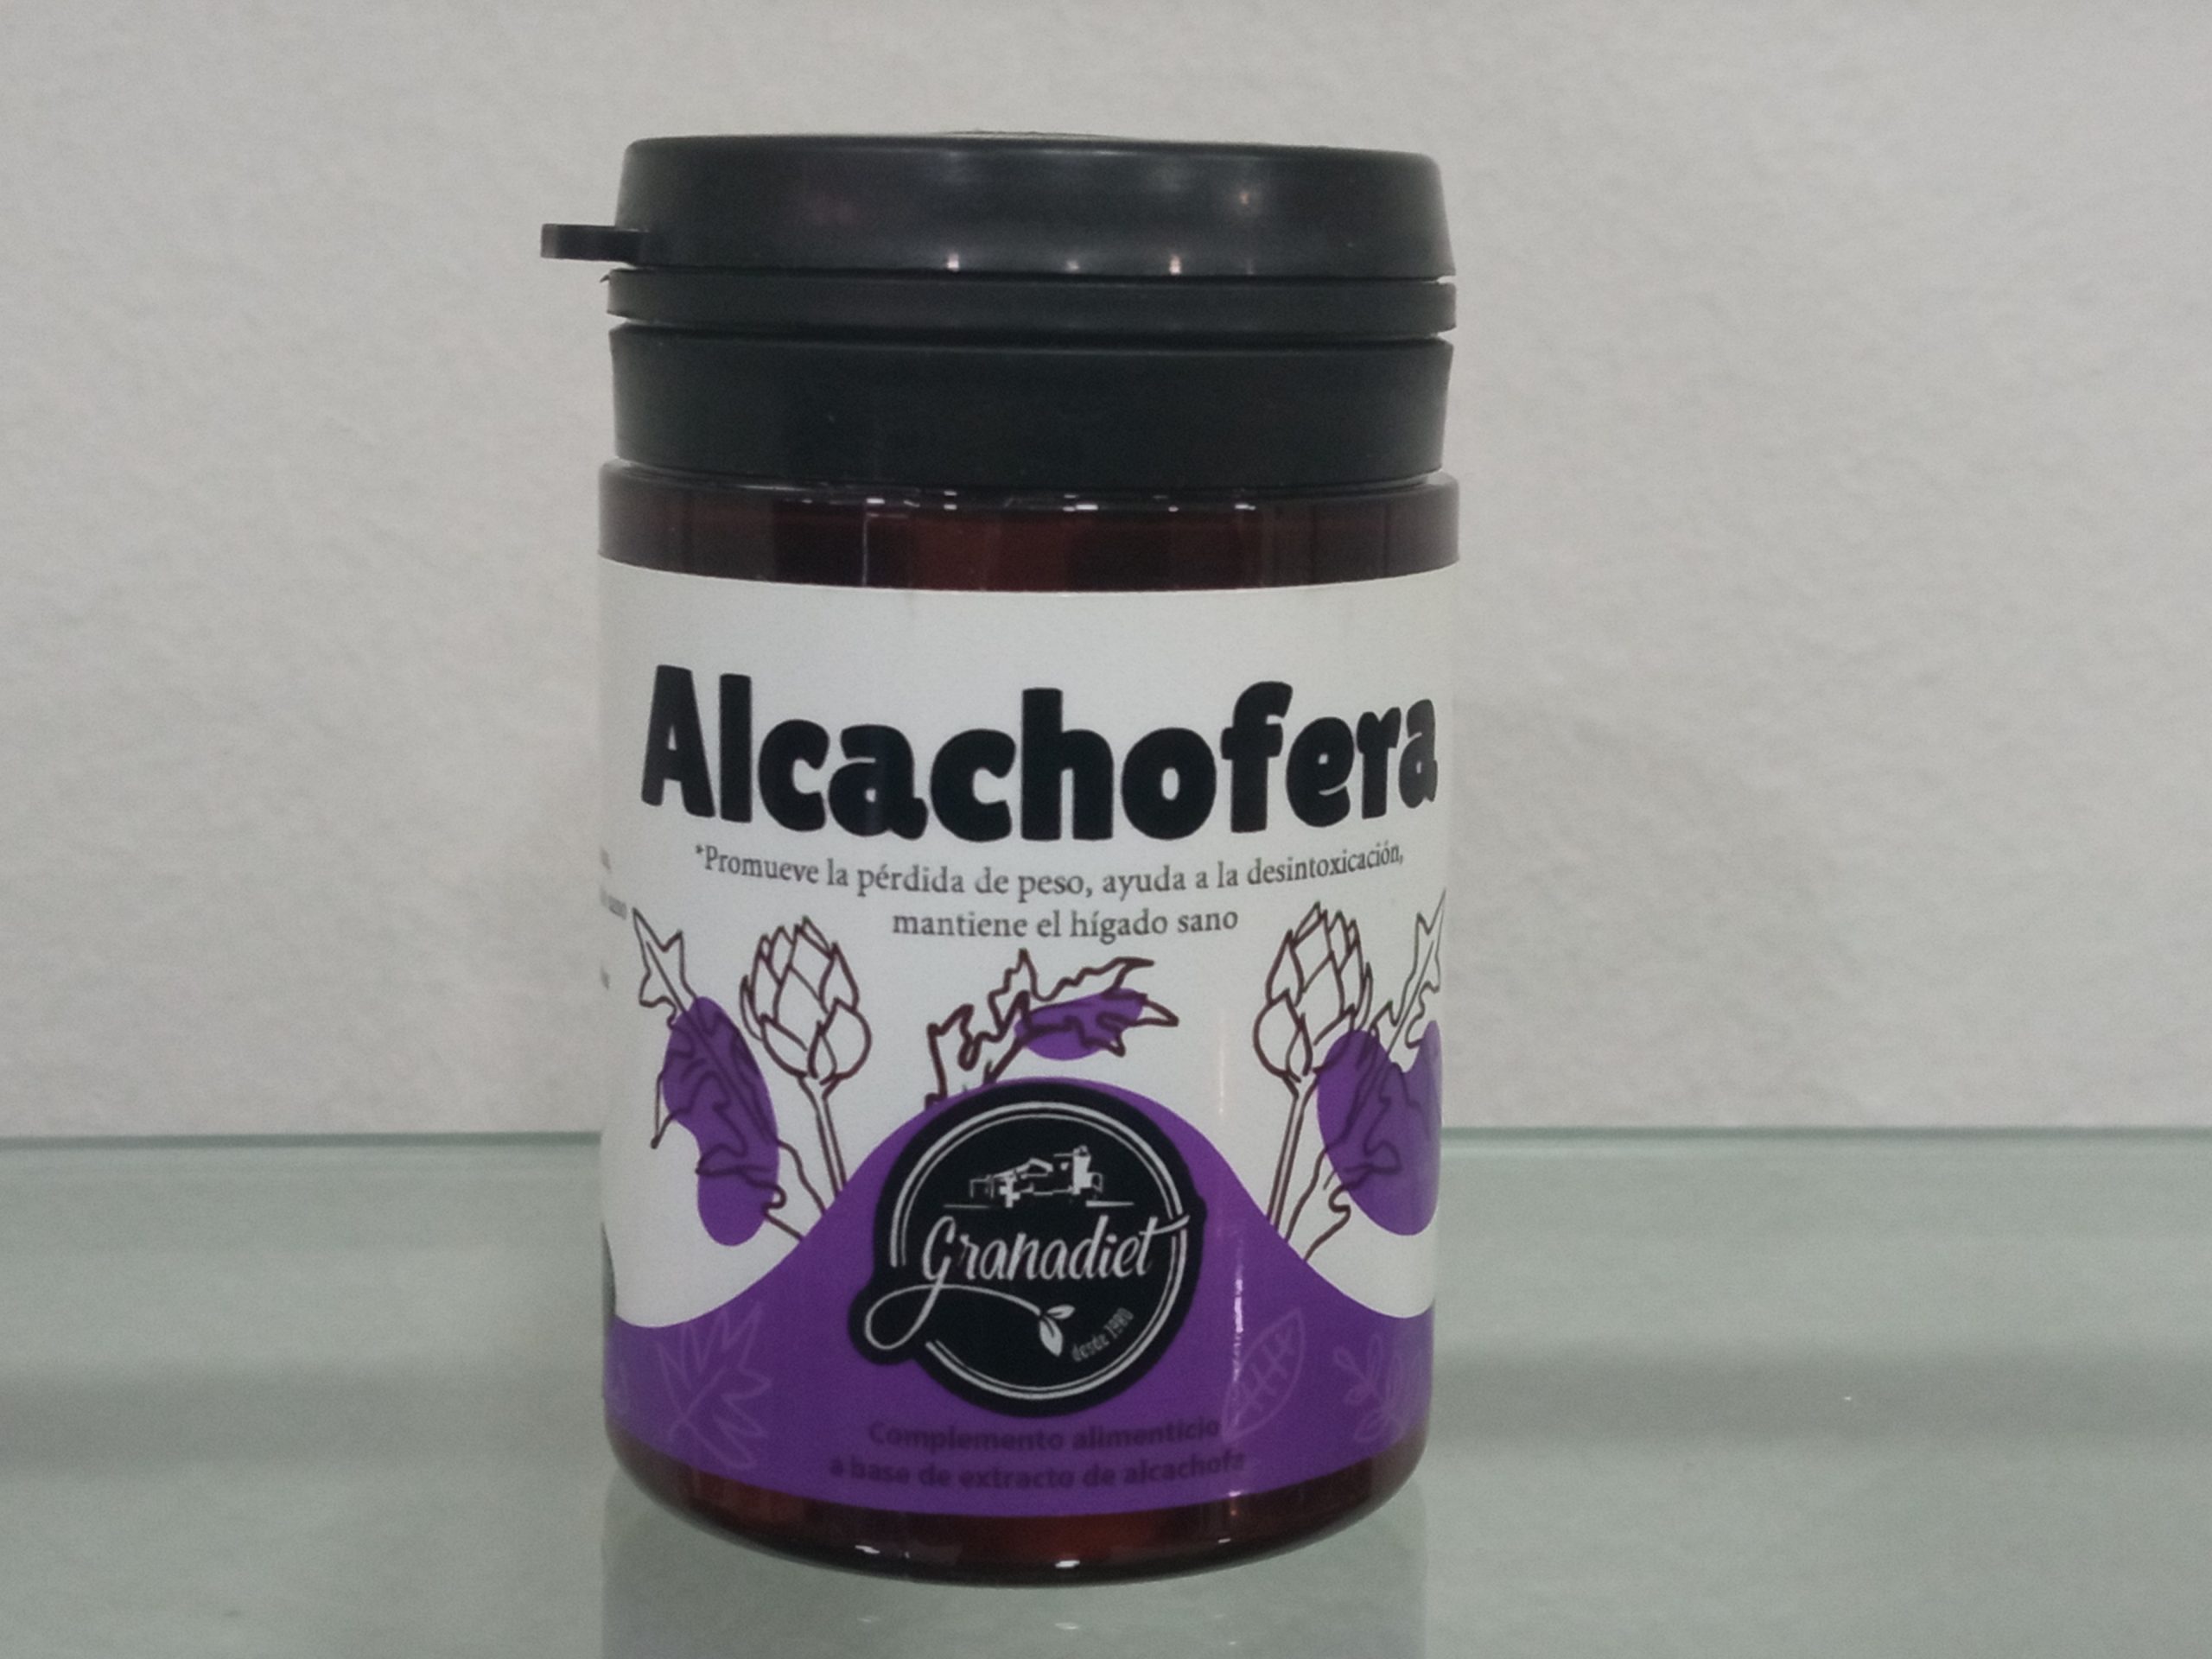 Alcachofera
*Promueve la pérdida de peso, ayuda a la desintoxicación,
mantiene el hígado sano
Granadiet
desde 1980
Complemento alimenticio
a base de extracto de alcachofa